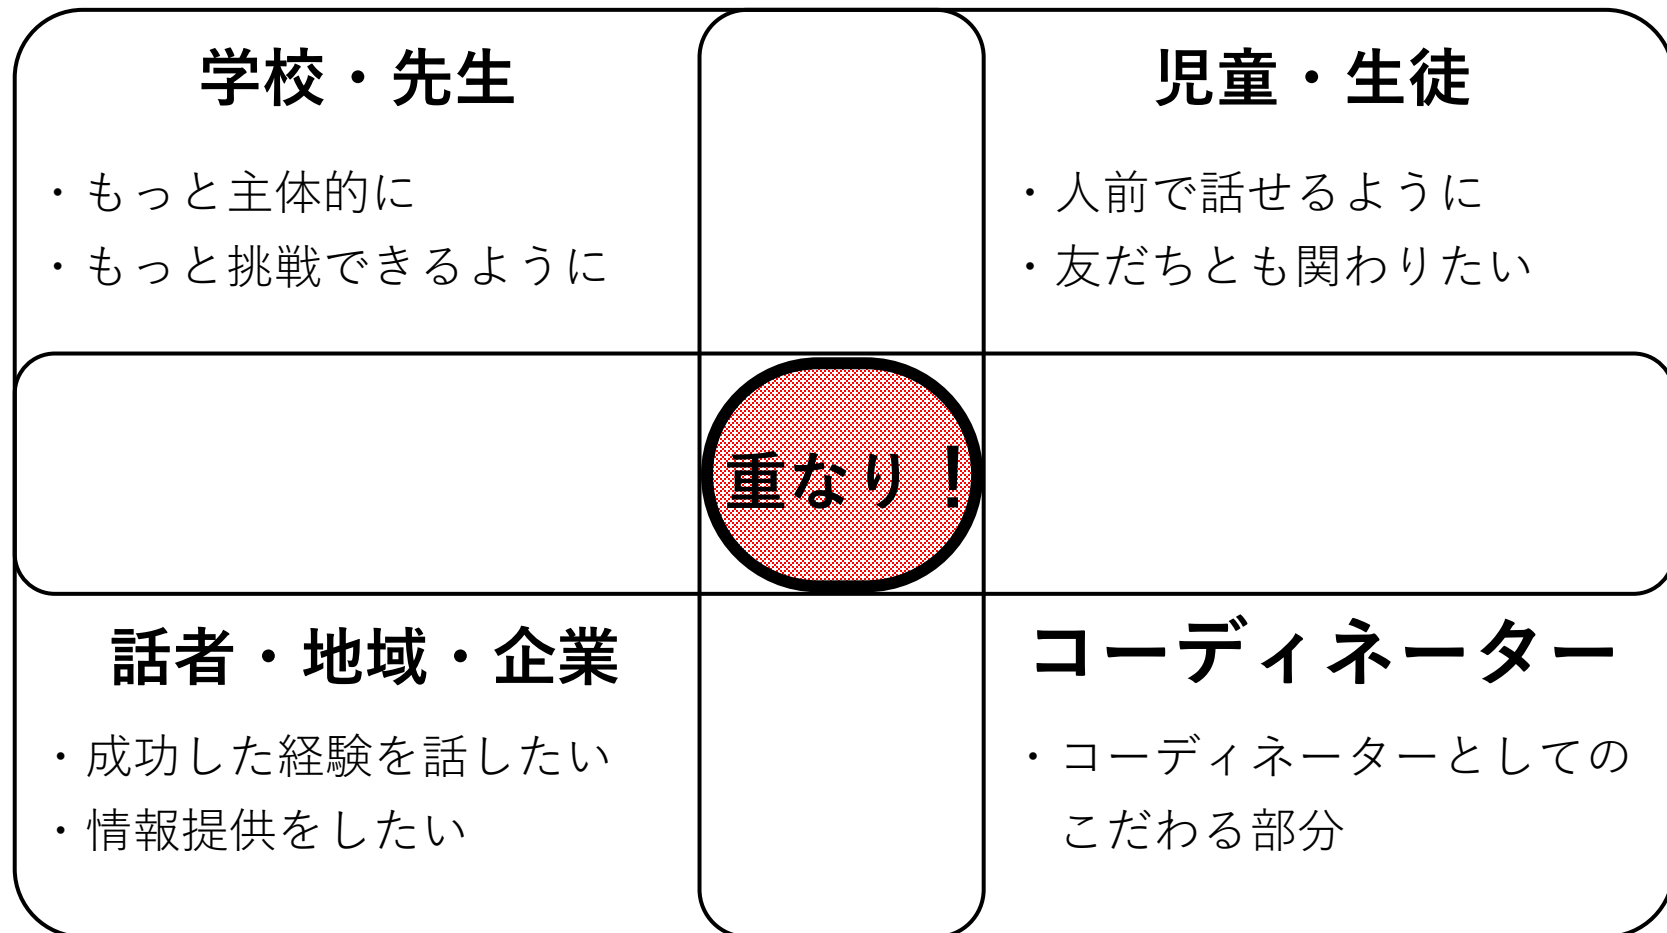 学校・先生
・もっと主体的に
・もっと挑戦できるように
児童・生徒
・人前で話せるように
・友だちとも関わりたい
重なり！
話者・地域・企業
・成功した経験を話したい
・情報提供をしたい
コーディネーター
・コーディネーターとしての
こだわる部分